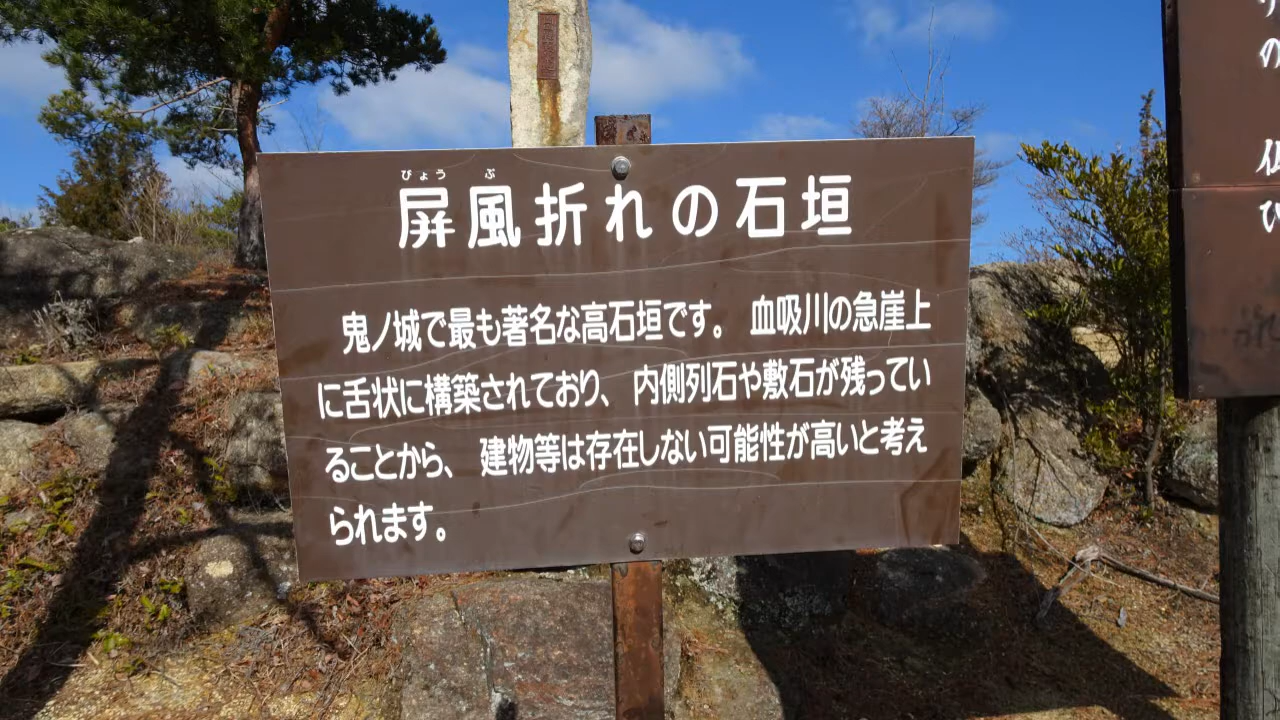 びょう ぶ
屏風折れの石垣
鬼ノ城で最も著名な高石垣です。 血吸川の急崖上
に舌状に構築されており、 内側列石や敷石が残ってい
ることから、 建物等は存在しない可能性が高いと考え
られます。